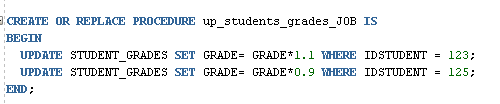 CREATE OR REPLACE PROCEDURE up_students_grades_JOB IS
BEGIN
UPDATE STUDENT_GRADES SET GRADE= GRADE*1.1 WHERE IDSTUDENT = 123;
UPDATE STUDENT_GRADES SET GRADE= GRADE*0.9 WHERE IDSTUDENT = 125;
END;